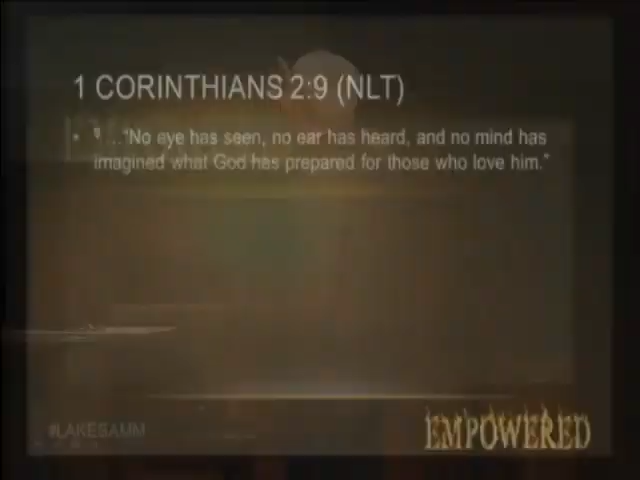 1 CORINTHIANS 2:9 (NLT)
• ⁹ …"No eye has seen, no ear has heard, and no mind has
imagined what God has prepared for those who love him."
#LAKESAMM
EMPOWERED